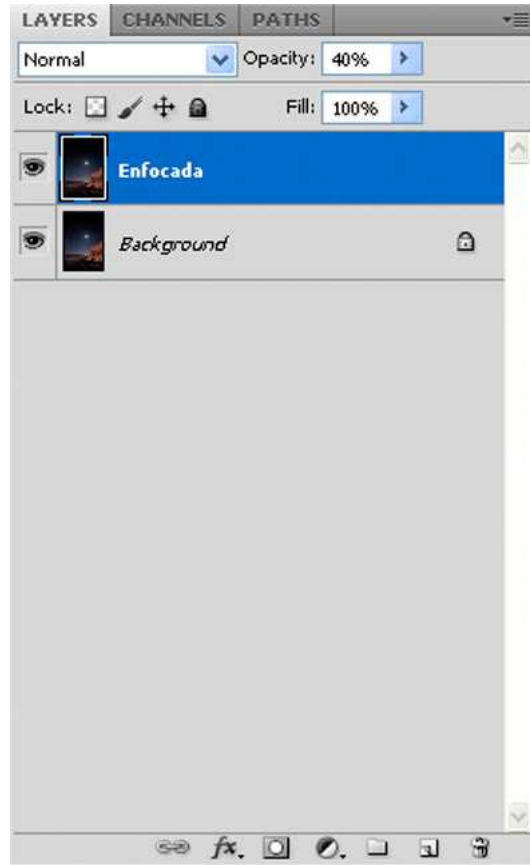 LAYERS CHANNELS PATHS
Normal Opacity: 40%
Lock: Fill: 100%
Enfocada
Background
fx.